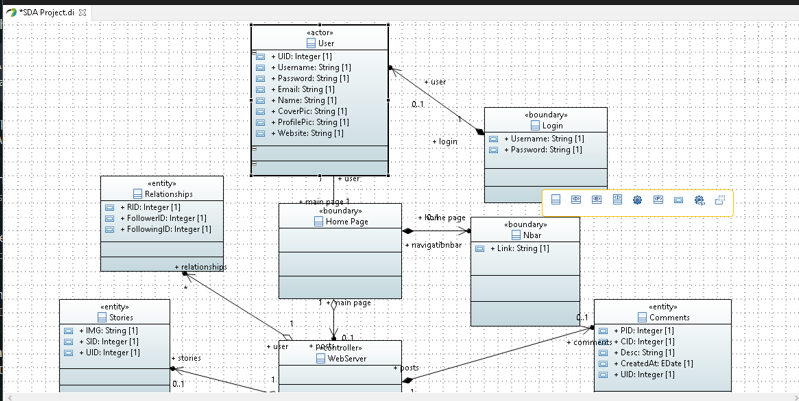 *SDA Project.di
«actor»
User
+ UID: Integer [1]
+ Username: String [1]
+ Password: String [1]
+ Email: String [1]
+ Name: String [1]
+ CoverPic: String [1]
+ ProfilePic: String [1]
+ Website: String [1]
+ user
0..1
1
+ login
«boundary»
Login
+ Username: String [1]
+ Password: String [1]
1
+ user
+ main page 1
«entity»
Relationships
+ RID: Integer [1]
+ FollowerID: Integer [1]
+ FollowingID: Integer [1]
+ relationships
*
«boundary»
Home Page
+ home page
0..1
+ navigationbar
1
«boundary»
Nbar
+ Link: String [1]
1
+ main page
0..1
1
+ user
+ posts
«controller»
WebServer
«entity»
Stories
+ IMG: String [1]
+ SID: Integer [1]
+ UID: Integer [1]
+ stories
0..1
1
+ posts
1
0..1
+ comments
«entity»
Comments
+ PID: Integer [1]
+ CID: Integer [1]
+ Desc: String [1]
+ CreatedAt: EDate [1]
+ UID: Integer [1]